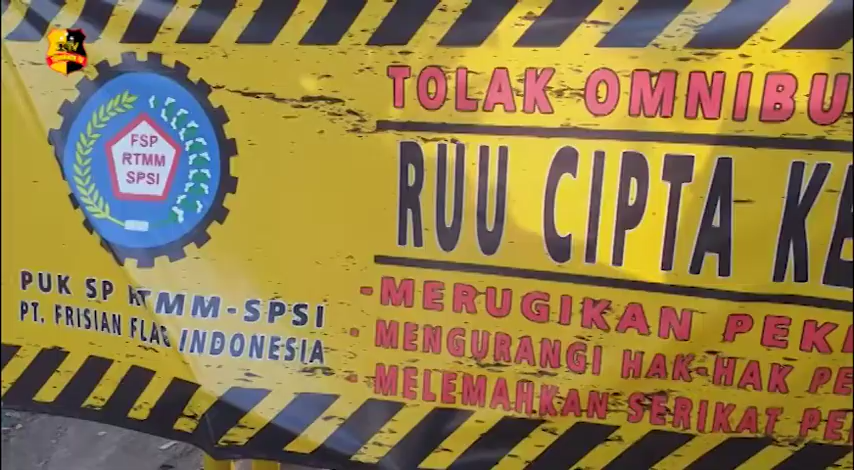 FSP
RTMM
SPSI
PUK SP RTMM-SPSI
PT. FRISIAN FLAG INDONESIA
TOLAK OMNIBU
RUU CIPTA KE
- MERUGIKAN PEK
- MENGURANGI HAK-HAK PE
- MELEMAHKAN SERIKAT PE